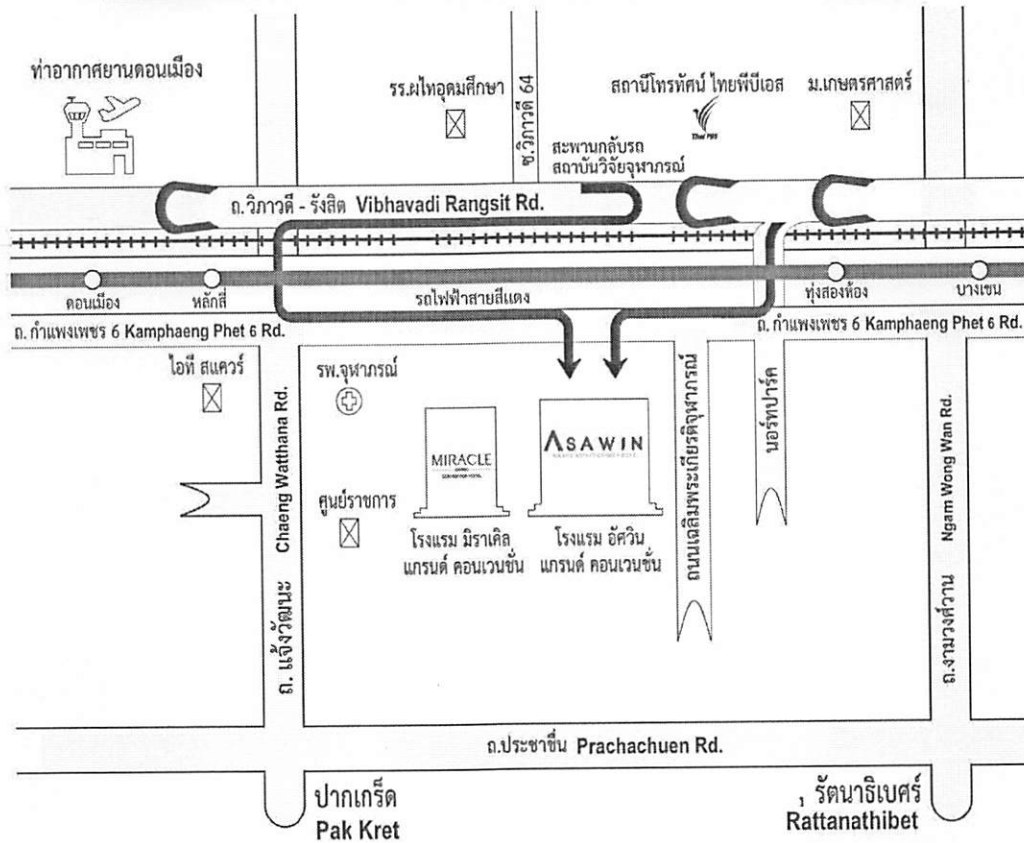 ท่าอากาศยานดอนเมือง
รร.ผไทอุดมศึกษา
ซ.วิภาวดี 64
สถานีโทรทัศน์ ไทยพีบีเอส
Thai PBS
ม.เกษตรศาสตร์
สะพานกลับรถ
สถาบันวิจัยจุฬาภรณ์
ถ.วิภาวดี - รังสิต Vibhavadi Rangsit Rd.
ดอนเมือง
หลักสี่
รถไฟฟ้าสายสีแดง
ทุ่งสองห้อง
บางเขน
ถ. กำแพงเพชร 6 Kamphaeng Phet 6 Rd.
ถ. กำแพงเพชร 6 Kamphaeng Phet 6 Rd.
ไอที สแควร์
รพ.จุฬาภรณ์
ถ. แจ้งวัฒนะ Chaeng Watthana Rd.
ศูนย์ราชการ
MIRACLE
GRAND
CONVENTION HOTEL
โรงแรม มิราเคิล
แกรนด์ คอนเวนชั่น
ASAWIN
โรงแรม อัศวิน
แกรนด์ คอนเวนชั่น
ถนนเฉลิมพระเกียรติจุฬาภรณ์
นอร์ทปาร์ค
ถ.งามวงศ์วาน Ngam Wong Wan Rd.
ถ.ประชาชื่น Prachachuen Rd.
ปากเกร็ด
Pak Kret
, รัตนาธิเบศร์
Rattanathibet